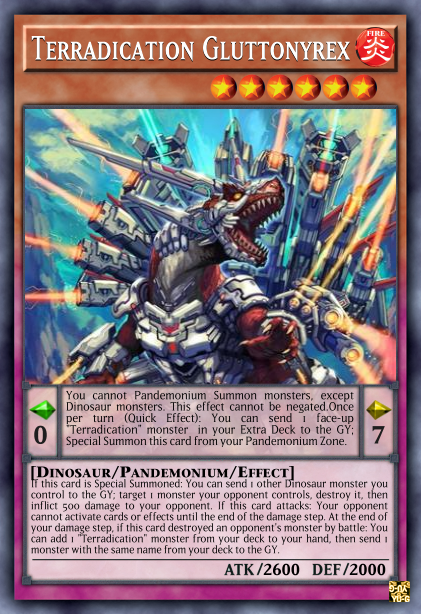 TERRADICATION GLUTTONYREX
FIRE
炎
You cannot Pandemonium Summon monsters, except
Dinosaur monsters. This effect cannot be negated.Once
per turn (Quick Effect): You can send 1 face-up
"Terradication" monster in your Extra Deck to the GY;
Special Summon this card from your Pandemonium Zone.
0
7
[DINOSAUR/PANDEMONIUM/EFFECT]
If this card is Special Summoned: You can send 1 other Dinosaur monster you
control to the GY; target 1 monster your opponent controls, destroy it, then
inflict 500 damage to your opponent. If this card attacks: Your opponent
cannot activate cards or effects until the end of the damage step. At the end of
your damage step, if this card destroyed an opponent's monster by battle: You
can add 1 "Terradication" monster from your deck to your hand, then send 1
monster with the same name from your deck to the GY.
ATK/2600 DEF/2000